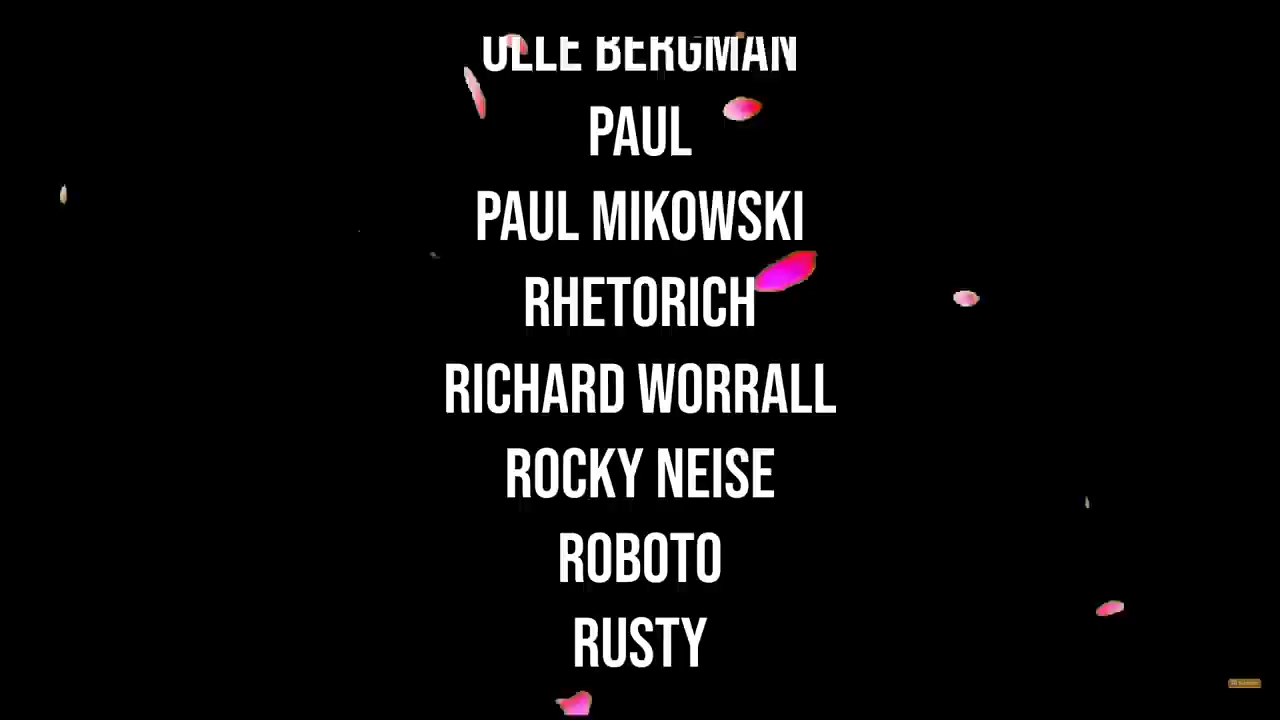 OLLE BERGMAN
PAUL
PAUL MIKOWSKI
RHETORICH
RICHARD WORRALL
ROCKY NEISE
ROBOTO
RUSTY